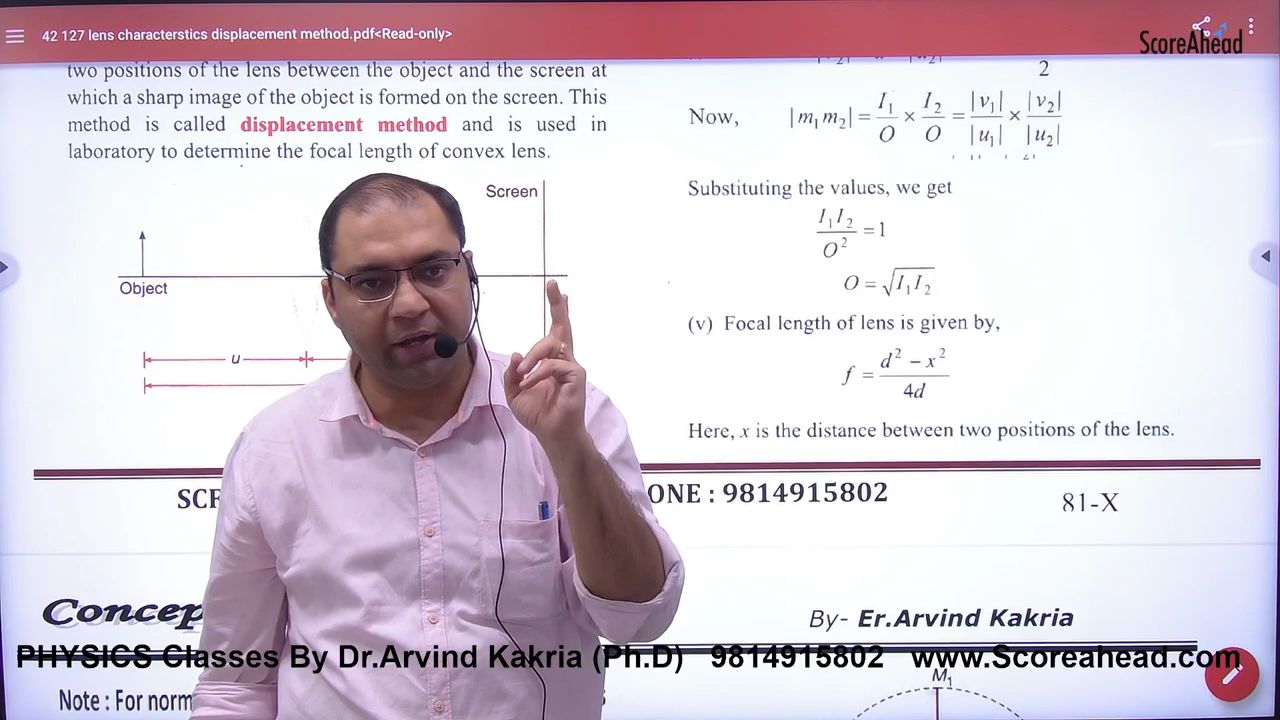 42 127 lens characterstics displacement method.pdf<Read-only>
ScoreAhead
two positions of the lens between the object and the screen at
which a sharp image of the object is formed on the screen. This
method is called displacement method and is used in
laboratory to determine the focal length of convex lens.
Screen
Object
u
2
Now, |m₁ m₂| = I₁/O × I₂/O = |v₁|/|u₁| × |v₂|/|u₂|
Substituting the values, we get
I₁I₂/O² = 1
O = √I₁I₂
(v) Focal length of lens is given by,
f = d² – x²/4d
Here, x is the distance between two positions of the lens.
ONE : 9814915802
81-X
Concep
By- Er.Arvind Kakria
PHYSICS Classes By Dr.Arvind Kakria (Ph.D) 9814915802 www.Scoreahead.com
Note : For norm
M₁